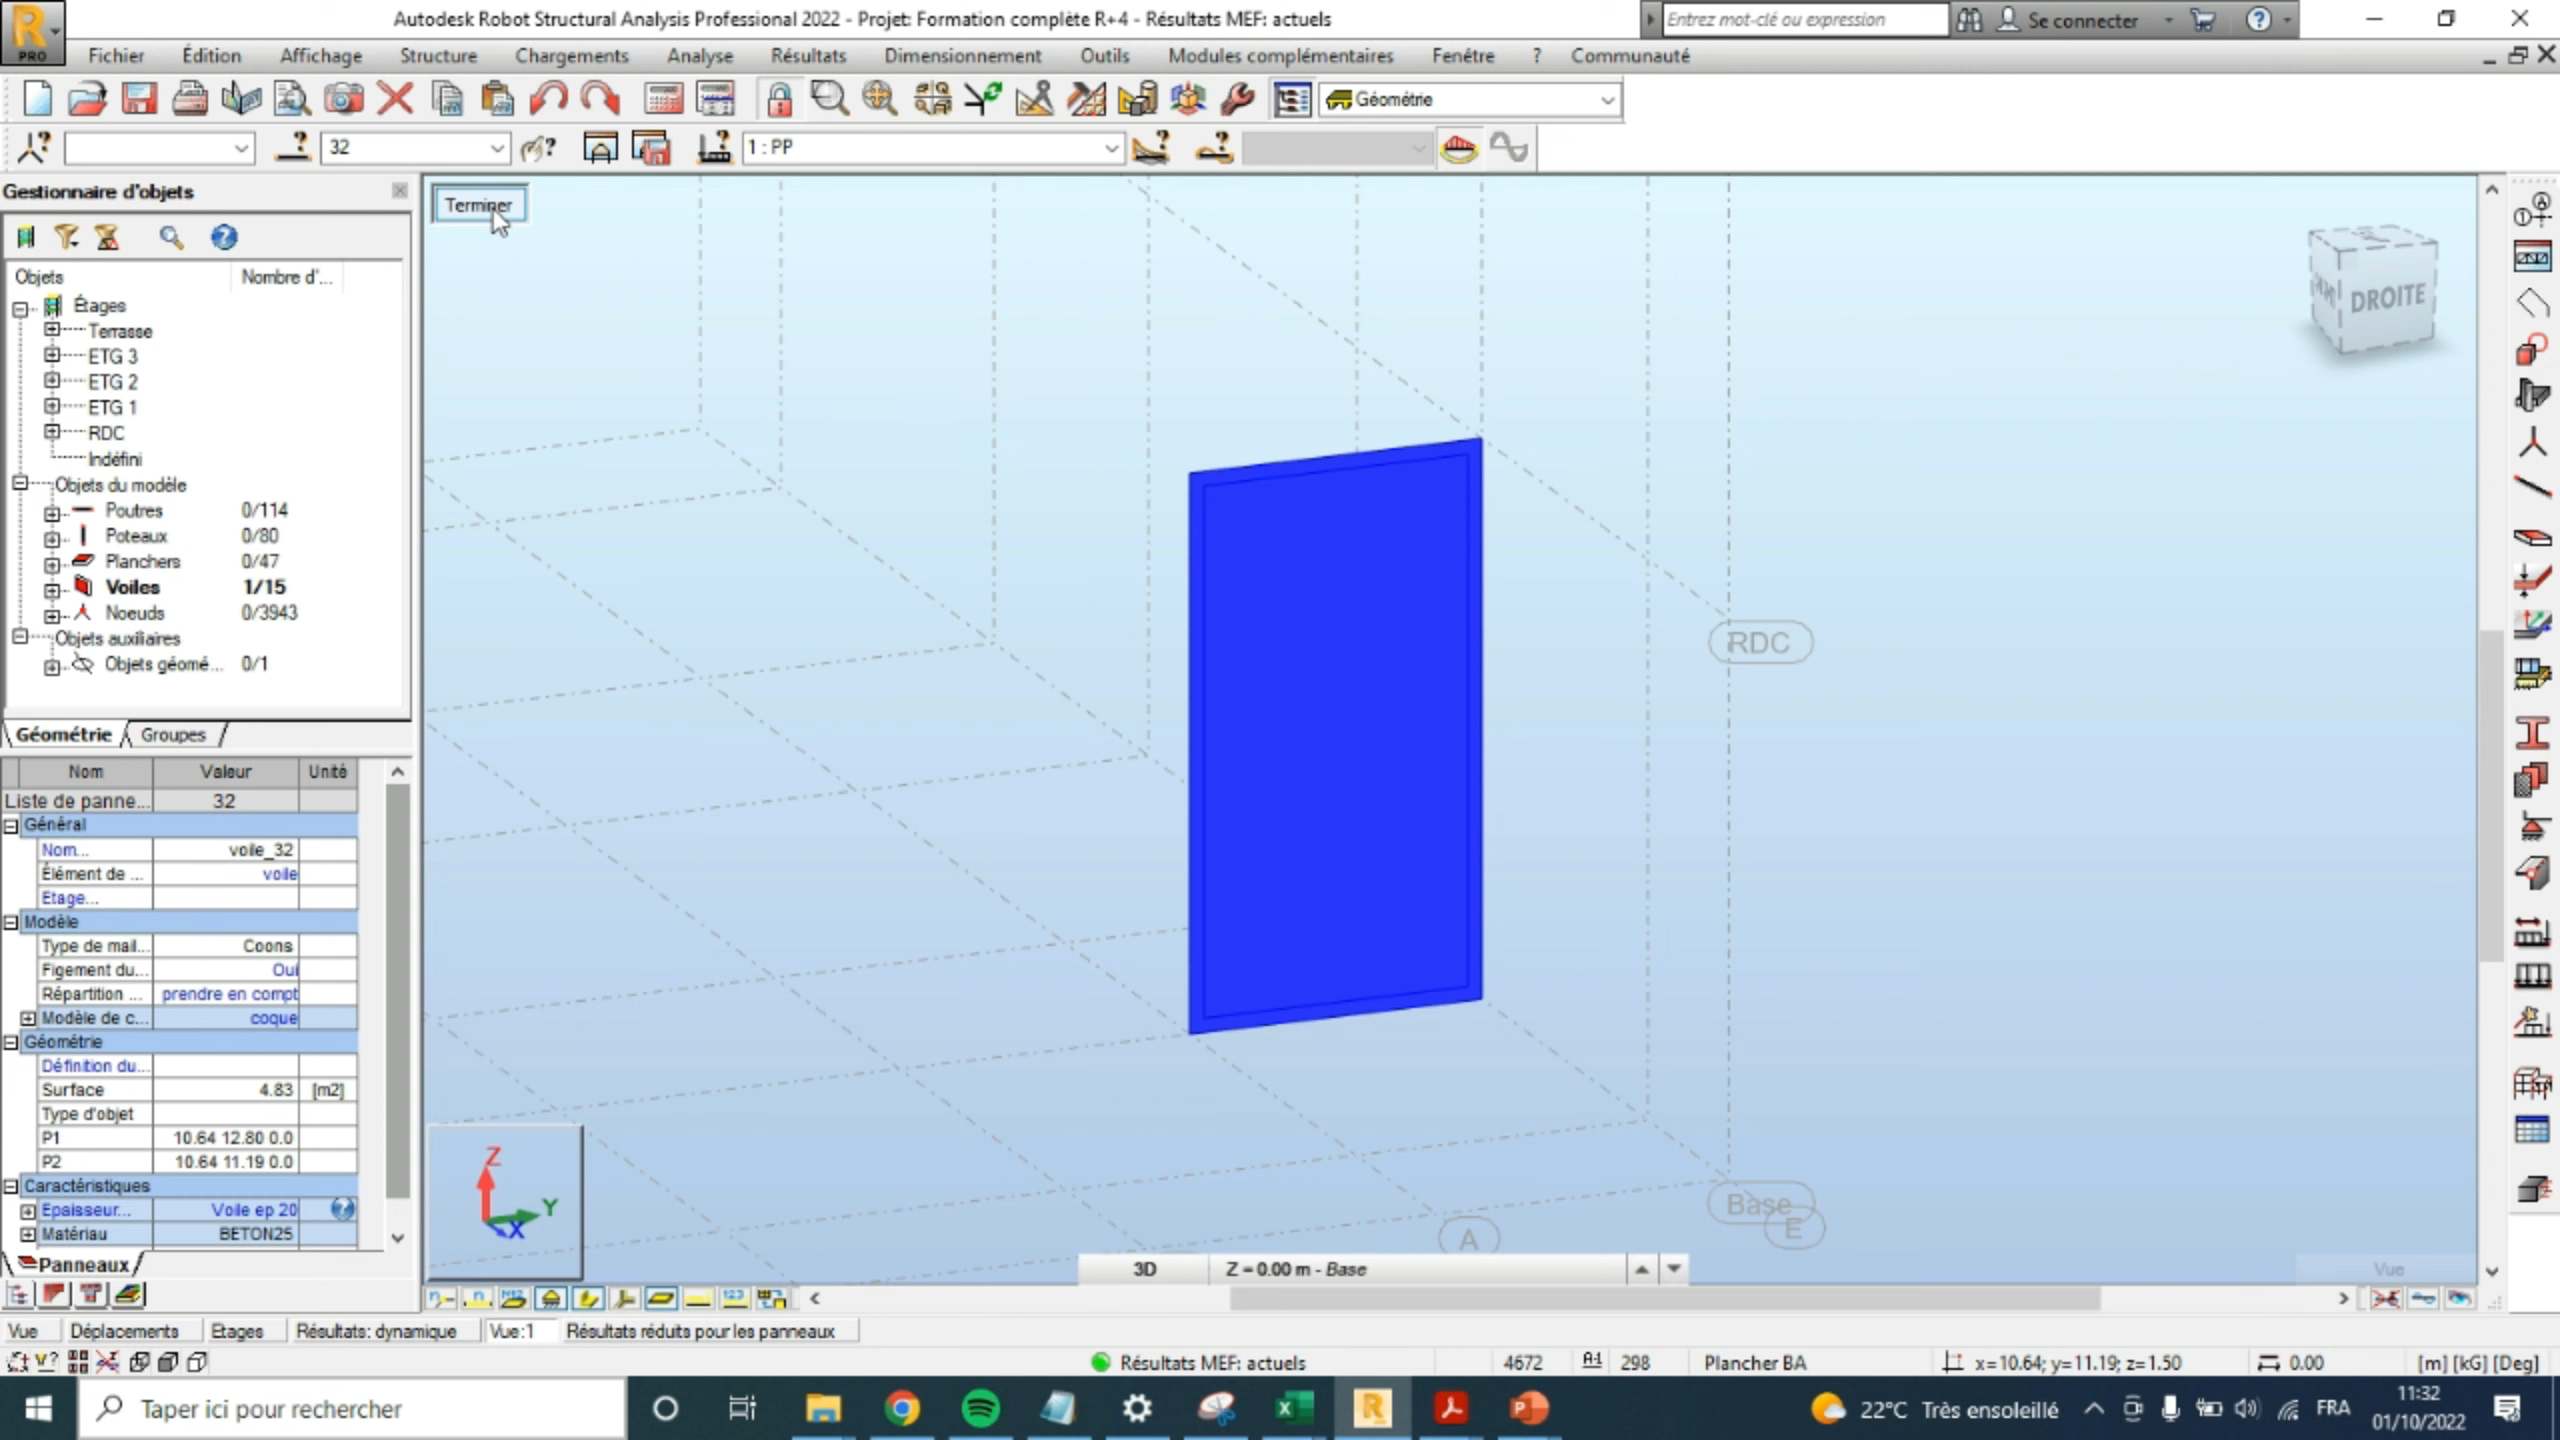 Autodesk Robot Structural Analysis Professional 2022 - Projet: Formation complète R+4 - Résultats MEF: actuels
Entrez mot-clé ou expression
Se connecter
PRO
Fichier Édition Affichage Structure Chargements Analyse Résultats Dimensionnement Outils Modules complémentaires Fenêtre ? Communauté
Géométrie
32
1 : PP
Gestionnaire d'objets
Terminer
Objets Nombre d'...
Étages
Terrasse
ETG 3
ETG 2
ETG 1
RDC
Indéfini
Objets du modèle
Poutres 0/114
Poteaux 0/80
Planchers 0/47
Voiles 1/15
Noeuds 0/3943
Objets auxiliaires
Objets géomé... 0/1
Géométrie Groupes
Nom Valeur Unité
Liste de panne... 32
Général
Nom... voile_32
Élément de ... voile
Etage...
Modèle
Type de mail... Coons
Figement du... Oui
Répartition ... prendre en compt
Modèle de c... coque
Géométrie
Définition du...
Surface 4.83 [m2]
Type d'objet
P1 10.64 12.80 0.0
P2 10.64 11.19 0.0
Caractéristiques
Epaisseur... Voile ep 20
Matériau BETON25
Panneaux
DROITE
RDC
Base
E
A
Z
Y
X
3D Z = 0.00 m - Base
Vue
Vue Déplacements Etages Résultats: dynamique Vue:1 Résultats réduits pour les panneaux
Résultats MEF: actuels 4672 298 Plancher BA x=10.64; y=11.19; z=1.50 0.00 [m] [kG] [Deg]
Taper ici pour rechercher
22°C Très ensoleillé FRA 11:32
01/10/2022